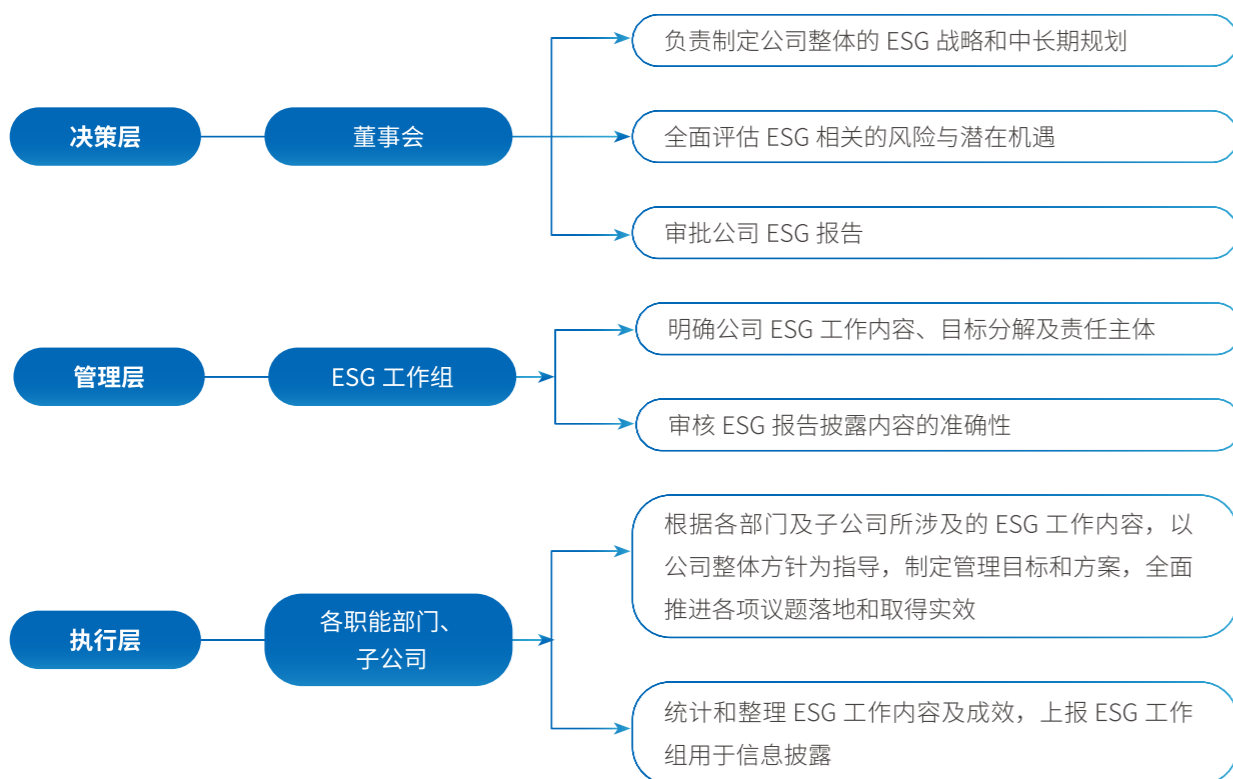 决策层
董事会
负责制定公司整体的 ESG 战略和中长期规划
全面评估 ESG 相关的风险与潜在机遇
审批公司 ESG 报告
管理层
ESG 工作组
明确公司 ESG 工作内容、目标分解及责任主体
审核 ESG 报告披露内容的准确性
执行层
各职能部门、
子公司
根据各部门及子公司所涉及的 ESG 工作内容，以
公司整体方针为指导，制定管理目标和方案，全面
推进各项议题落地和取得实效
统计和整理 ESG 工作内容及成效，上报 ESG 工作
组用于信息披露